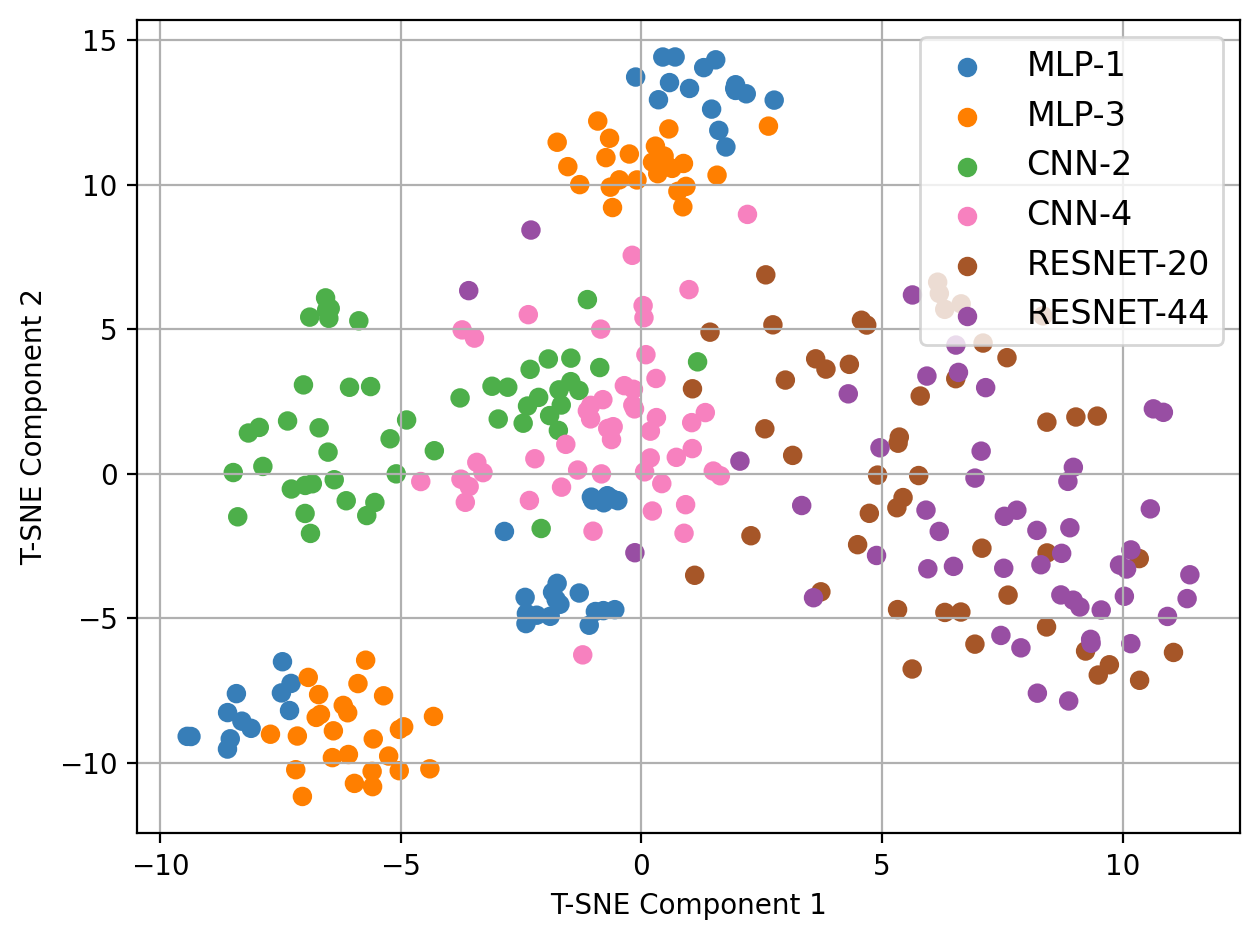 15
10
5
0
−5
−10
T-SNE Component 2
MLP-1
MLP-3
CNN-2
CNN-4
RESNET-20
RESNET-44
−10
−5
0
5
10
T-SNE Component 1